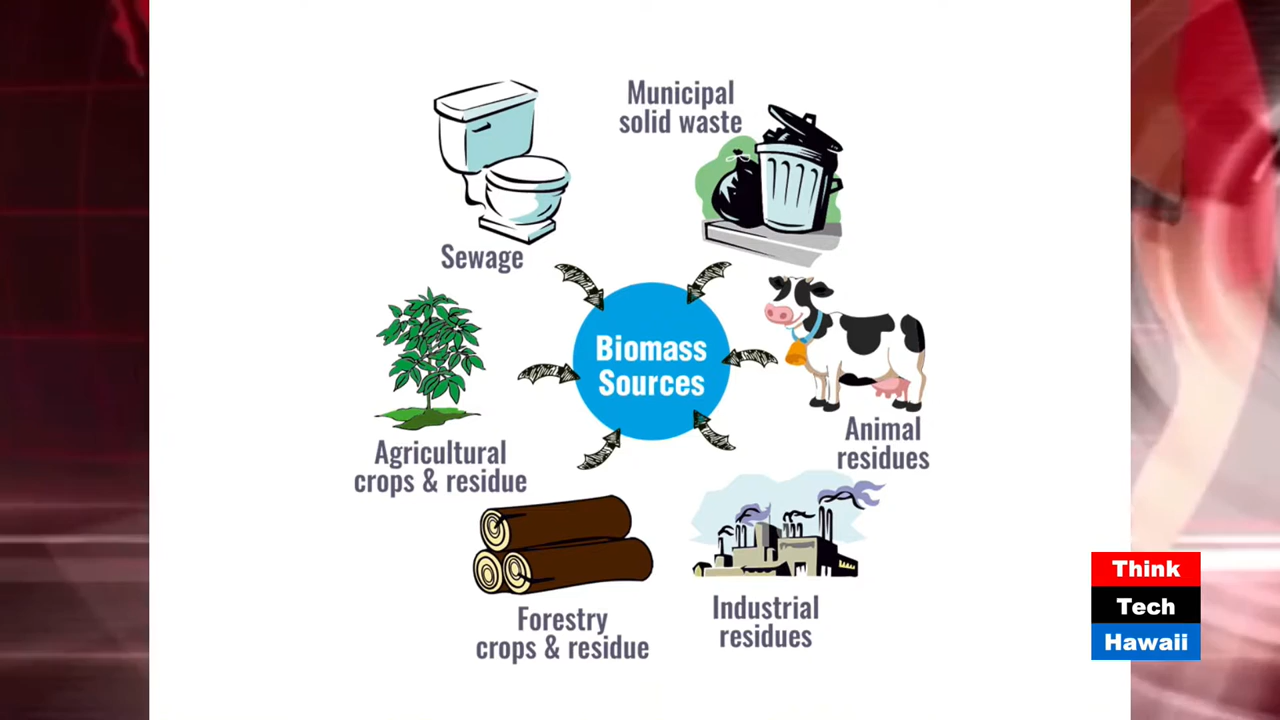 Municipal
solid waste
Sewage
Biomass
Sources
Animal
residues
Agricultural
crops & residue
Forestry
crops & residue
Industrial
residues
Think
Tech
Hawaii